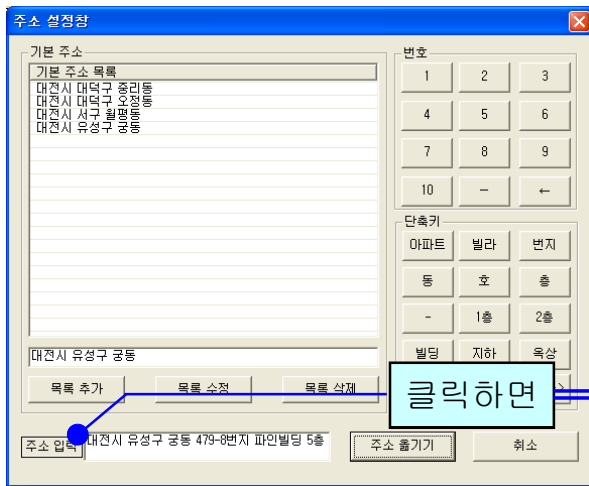 주소 설정창
기본 주소
기본 주소 목록
대전시 대덕구 중리동
대전시 대덕구 오정동
대전시 서구 월평동
대전시 유성구 궁동
대전시 유성구 궁동
목록 추가 목록 수정 목록 삭제
번호
1 2 3
4 5 6
7 8 9
10 - ←
단축키
아파트 빌라 번지
동 호 층
- 1층 2층
빌딩 지하 옥상
클릭하면
주소 입력 대전시 유성구 궁동 479-8번지 파인빌딩 5층 주소 옮기기 취소